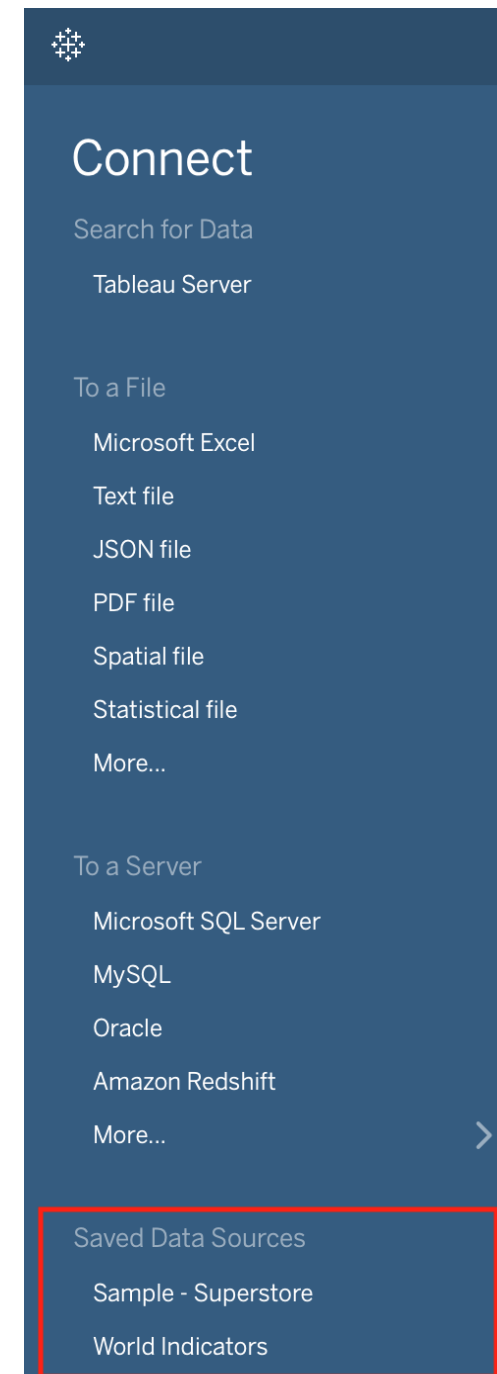 Connect
Search for Data
Tableau Server
To a File
Microsoft Excel
Text file
JSON file
PDF file
Spatial file
Statistical file
More...
To a Server
Microsoft SQL Server
MySQL
Oracle
Amazon Redshift
More...
Saved Data Sources
Sample - Superstore
World Indicators